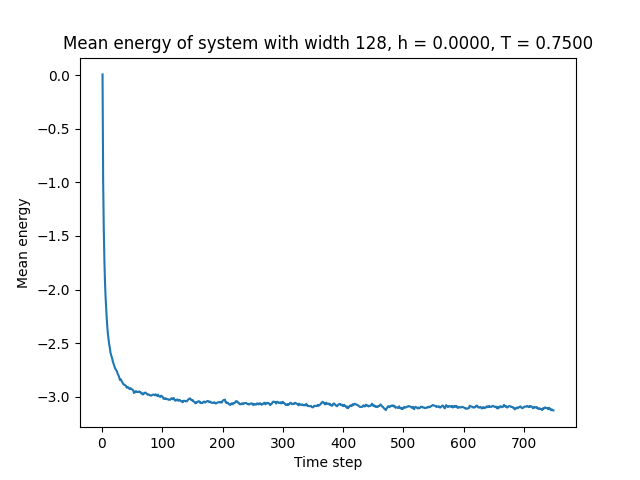 Mean energy of system with width 128, h = 0.0000, T = 0.7500
0.0
−0.5
−1.0
−1.5
−2.0
−2.5
−3.0
Mean energy
0 100 200 300 400 500 600 700
Time step